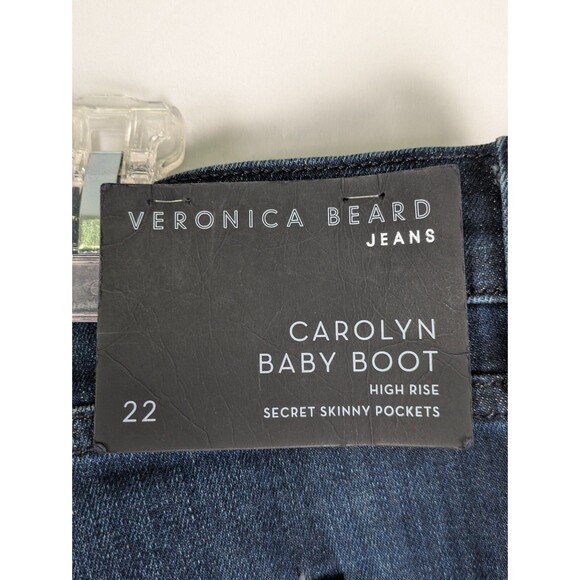 VERONICA BEARD
JEANS
CAROLYN
BABY BOOT
HIGH RISE
22
SECRET SKINNY POCKETS